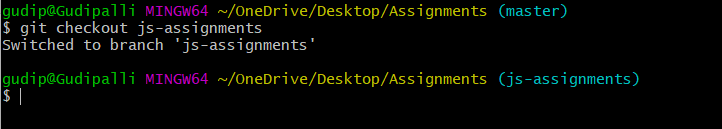 gudip@Gudipalli MINGW64 ~/OneDrive/Desktop/Assignments (master)
$ git checkout js-assignments
Switched to branch 'js-assignments'
gudip@Gudipalli MINGW64 ~/OneDrive/Desktop/Assignments (js-assignments)
$